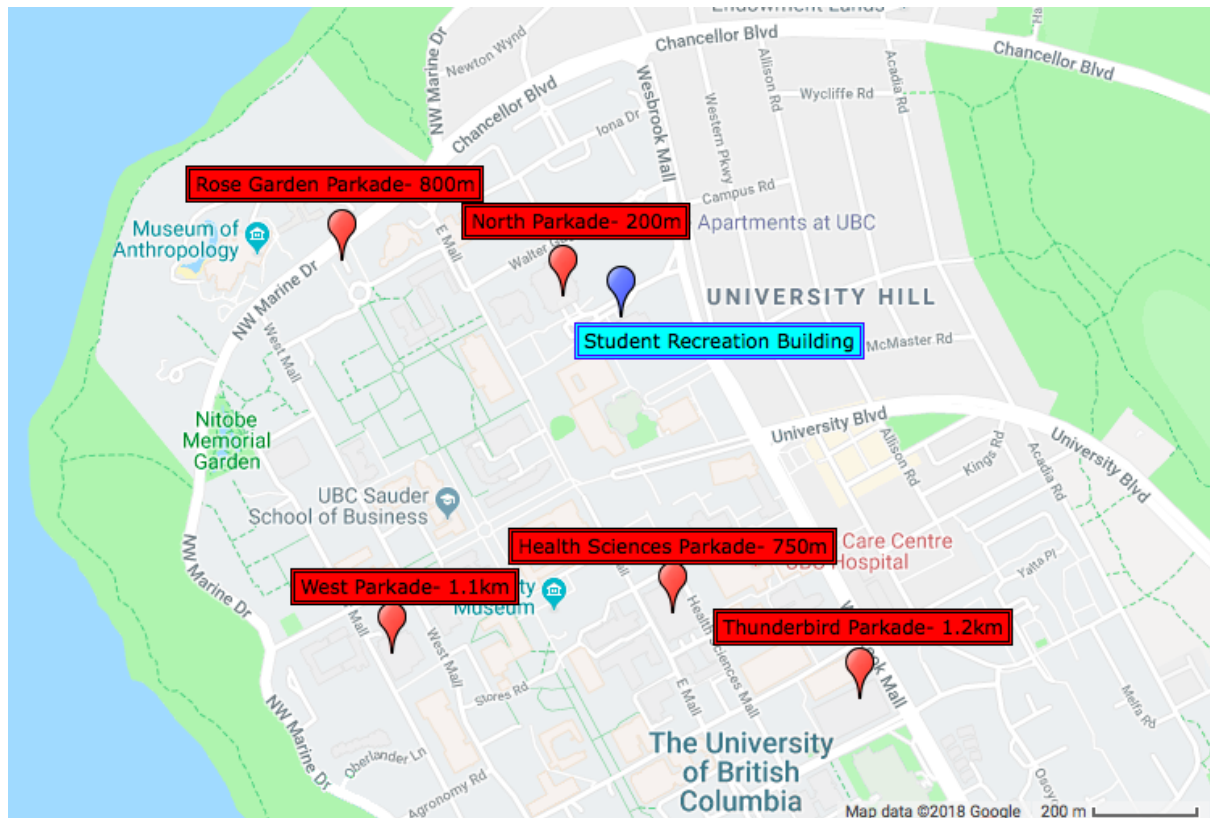 Endowment Lands
Chancellor Blvd
Chancellor Blvd
NW Marine Dr
Newton Wynd
Chancellor Blvd
Wesbrook Mall
Allison Rd
Acadia Rd
Wycliffe Rd
Western Pkwy
Iona Dr
Campus Rd
Rose Garden Parkade- 800m
North Parkade- 200m
Museum of
Anthropology
E Mall
Apartments at UBC
Walter
NW Marine Dr
UNIVERSITY HILL
Student Recreation Building
McMaster Rd
West Mall
Nitobe
Memorial
Garden
University Blvd
University Blvd
Allison Rd
Kings Rd
Acadia Rd
UBC Sauder
School of Business
Health Sciences Parkade- 750m
Care Centre
UBC Hospital
NW Marine Dr
Yalta Pl
West Parkade- 1.1km
Museum
Thunderbird Parkade- 1.2km
Mall
West Mall
Health Sciences Mall
Wesbrook Mall
Stores Rd
E Mall
NW Marine Dr
Melfa Rd
Oberlander Ln
Agronomy Rd
The University
of British
Columbia
Map data ©2018 Google
200 m